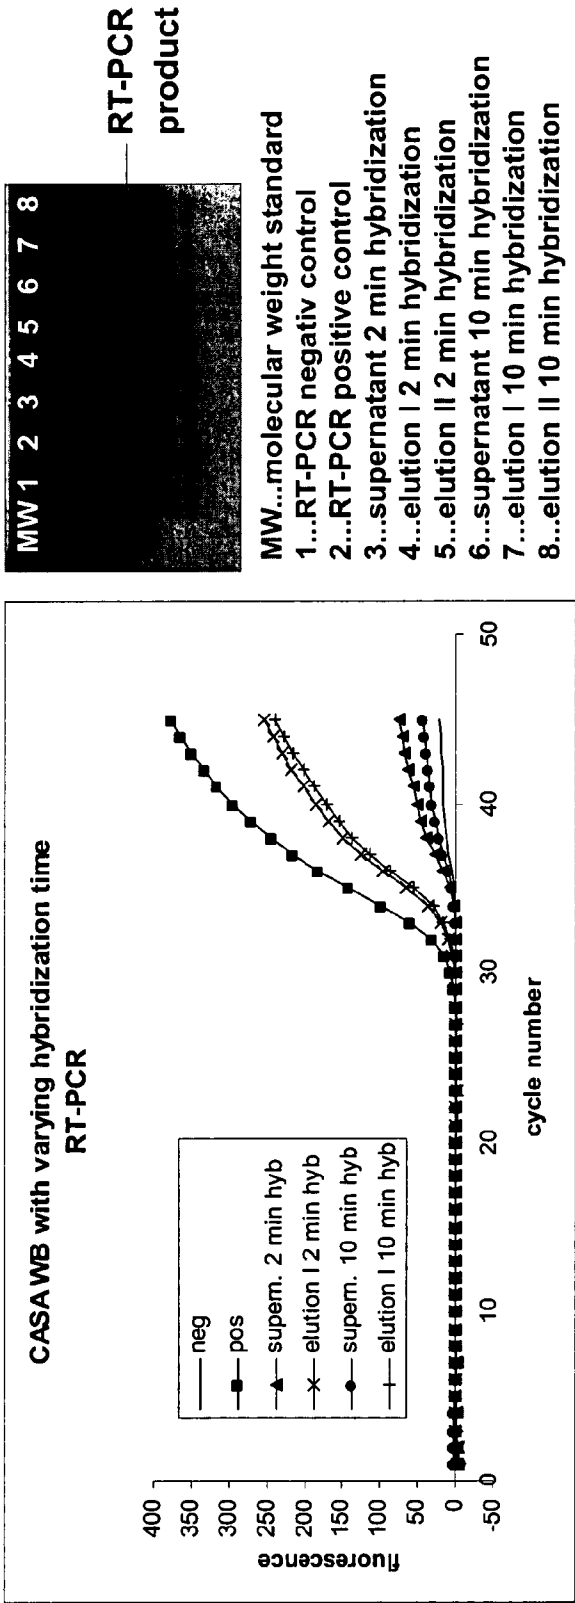 CASAWB with varying hybridization time
RT-PCR
neg
pos
supern. 2 min hyb
elution I 2 min hyb
supern. 10 min hyb
elution I 10 min hyb
fluorescence
400
350
300
250
200
150
100
50
0
-50
0
10
20
30
40
50
cycle number
MW 1 2 3 4 5 6 7 8
RT-PCR
product
MW...molecular weight standard
1...RT-PCR negativ control
2...RT-PCR positive control
3...supernatant 2 min hybridization
4...elution I 2 min hybridization
5...elution II 2 min hybridization
6...supernatant 10 min hybridization
7...elution I 10 min hybridization
8...elution II 10 min hybridization